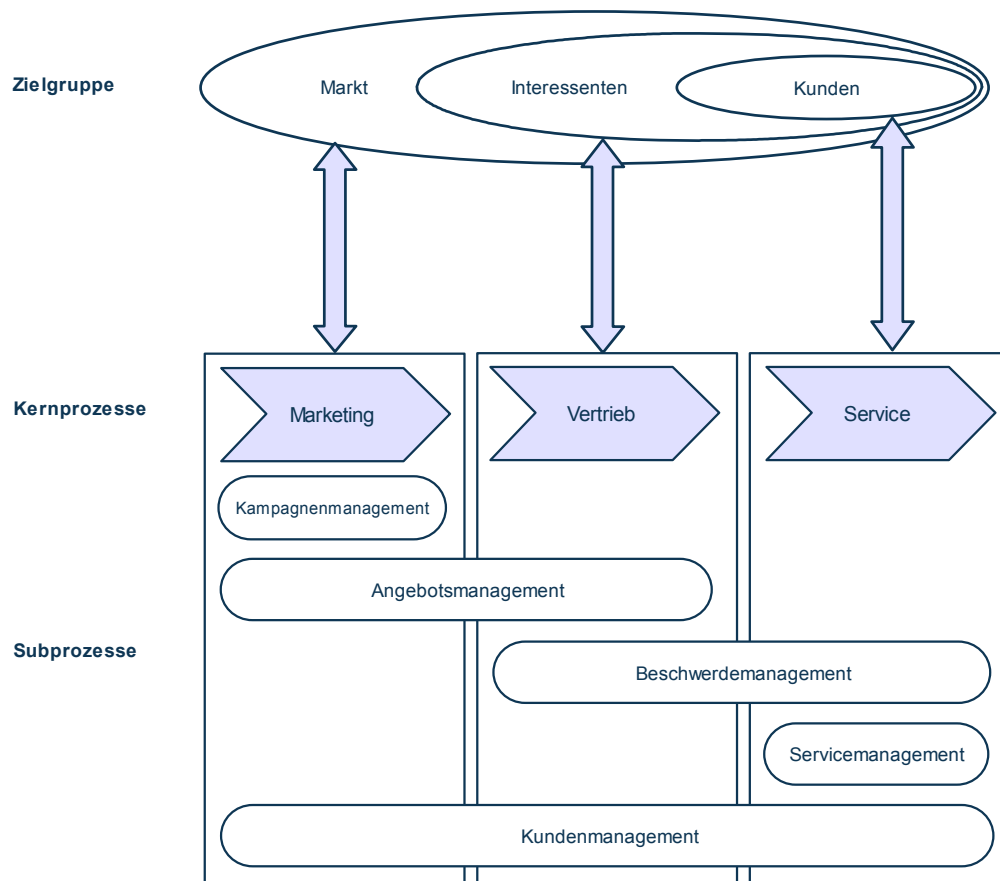 Zielgruppe
Markt
Interessenten
Kunden
Kernprozesse
Marketing
Vertrieb
Service
Kampagnenmanagement
Angebotsmanagement
Subprozesse
Beschwerdemanagement
Servicemanagement
Kundenmanagement